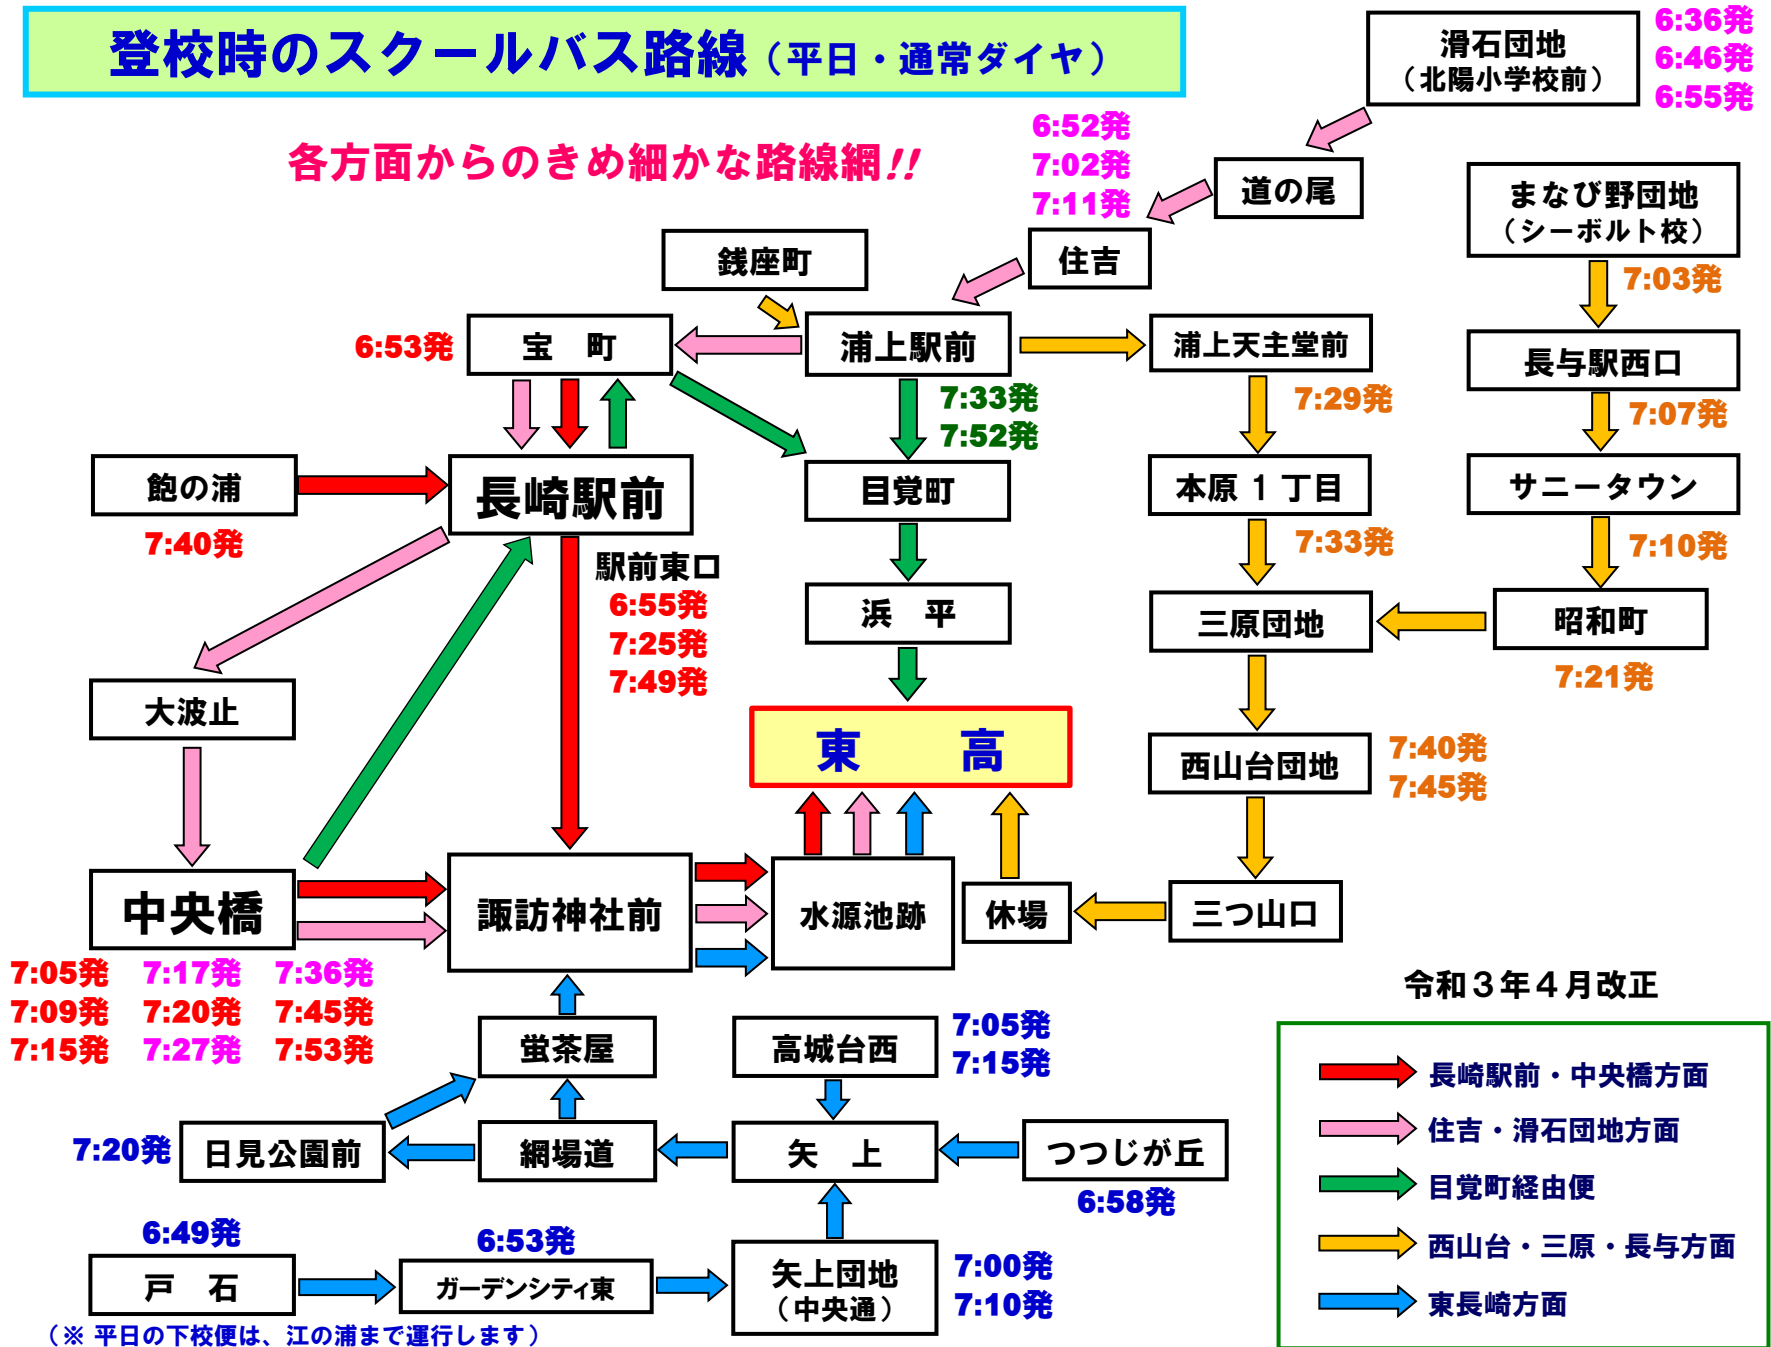 登校時のスクールバス路線（平日・通常ダイヤ）
各方面からのきめ細かな路線網!!
滑石団地
（北陽小学校前）
6:36発
6:46発
6:55発
6:52発
7:02発
7:11発
道の尾
住吉
まなび野団地
（シーボルト校）
7:03発
銭座町
宝　町
6:53発
浦上駅前
浦上天主堂前
長与駅西口
7:33発
7:52発
7:29発
7:07発
飽の浦
7:40発
長崎駅前
目覚町
本原１丁目
サニータウン
駅前東口
6:55発
7:25発
7:49発
7:33発
7:10発
浜　平
三原団地
昭和町
7:21発
大波止
東　高
西山台団地
7:40発
7:45発
中央橋
諏訪神社前
水源池跡
休場
三つ山口
7:05発 7:17発 7:36発
7:09発 7:20発 7:45発
7:15発 7:27発 7:53発
蛍茶屋
高城台西
7:05発
7:15発
7:20発
日見公園前
網場道
矢　上
つつじが丘
6:58発
6:49発
戸　石
6:53発
ガーデンシティ東
矢上団地
（中央通）
7:00発
7:10発
（※ 平日の下校便は、江の浦まで運行します）
令和３年４月改正
長崎駅前・中央橋方面
住吉・滑石団地方面
目覚町経由便
西山台・三原・長与方面
東長崎方面